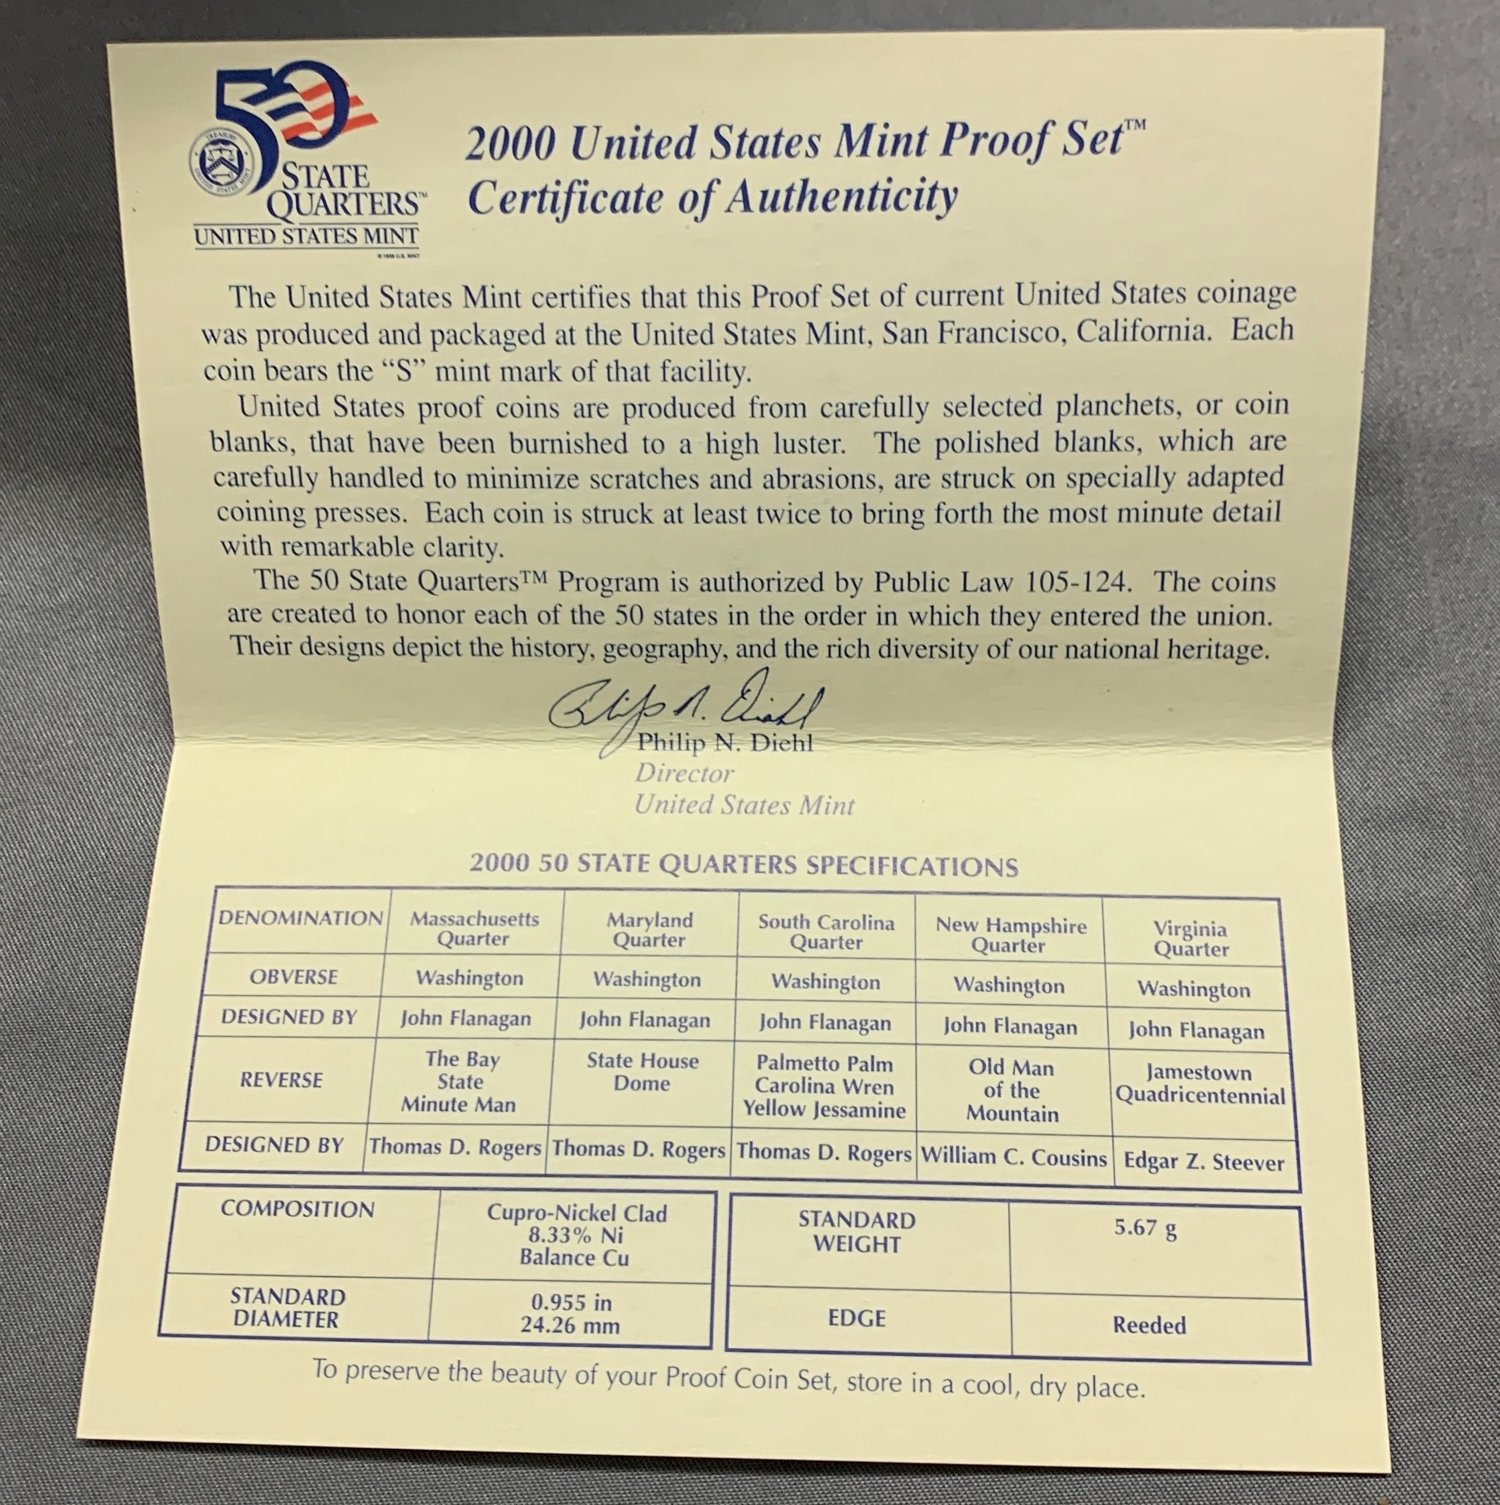 50
STATE
QUARTERS™
UNITED STATES MINT
2000 United States Mint Proof Set™
Certificate of Authenticity
The United States Mint certifies that this Proof Set of current United States coinage
was produced and packaged at the United States Mint, San Francisco, California. Each
coin bears the “S” mint mark of that facility.
United States proof coins are produced from carefully selected planchets, or coin
blanks, that have been burnished to a high luster. The polished blanks, which are
carefully handled to minimize scratches and abrasions, are struck on specially adapted
coining presses. Each coin is struck at least twice to bring forth the most minute detail
with remarkable clarity.
The 50 State Quarters™ Program is authorized by Public Law 105-124. The coins
are created to honor each of the 50 states in the order in which they entered the union.
Their designs depict the history, geography, and the rich diversity of our national heritage.
Philip N. Diehl
Philip N. Diehl
Director
United States Mint
2000 50 STATE QUARTERS SPECIFICATIONS
DENOMINATION Massachusetts Quarter Maryland Quarter South Carolina Quarter New Hampshire Quarter Virginia Quarter
OBVERSE Washington Washington Washington Washington Washington
DESIGNED BY John Flanagan John Flanagan John Flanagan John Flanagan John Flanagan
REVERSE The Bay State Minute Man State House Dome Palmetto Palm Carolina Wren Yellow Jessamine Old Man of the Mountain Jamestown Quadricentennial
DESIGNED BY Thomas D. Rogers Thomas D. Rogers Thomas D. Rogers William C. Cousins Edgar Z. Steever
COMPOSITION Cupro-Nickel Clad
8.33% Ni
Balance Cu
STANDARD DIAMETER 0.955 in
24.26 mm
STANDARD WEIGHT 5.67 g
EDGE Reeded
To preserve the beauty of your Proof Coin Set, store in a cool, dry place.